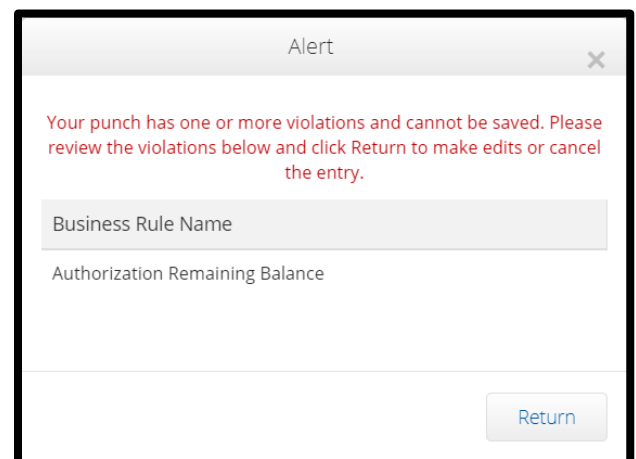 Alert
×
Your punch has one or more violations and cannot be saved. Please
review the violations below and click Return to make edits or cancel
the entry.
Business Rule Name
Authorization Remaining Balance
Return